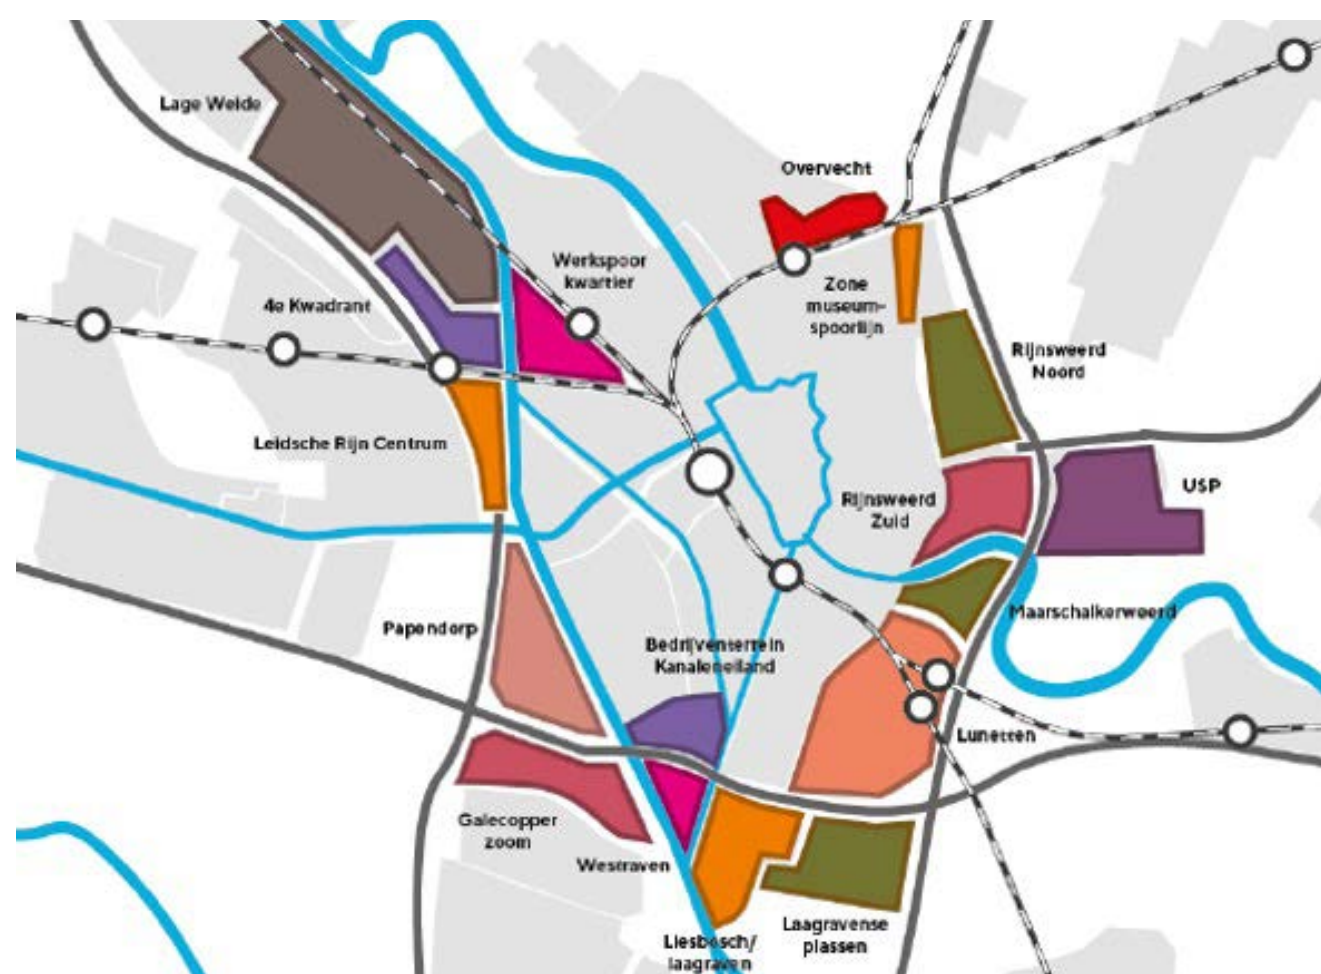 Lage Weide
Overvecht
Werkspoor
kwartier
Zone
museum-
spoorlijn
4e Kwadrant
Rijnsweerd
Noord
Leidsche Rijn Centrum
USP
Rijnsweerd
Zuid
Maarschalkerweerd
Papendorp
Bedrijventerrein
Kanaleneiland
Lunetten
Galecopper
zoom
Westraven
Laagravense
plassen
Liesbosch/
laagraven